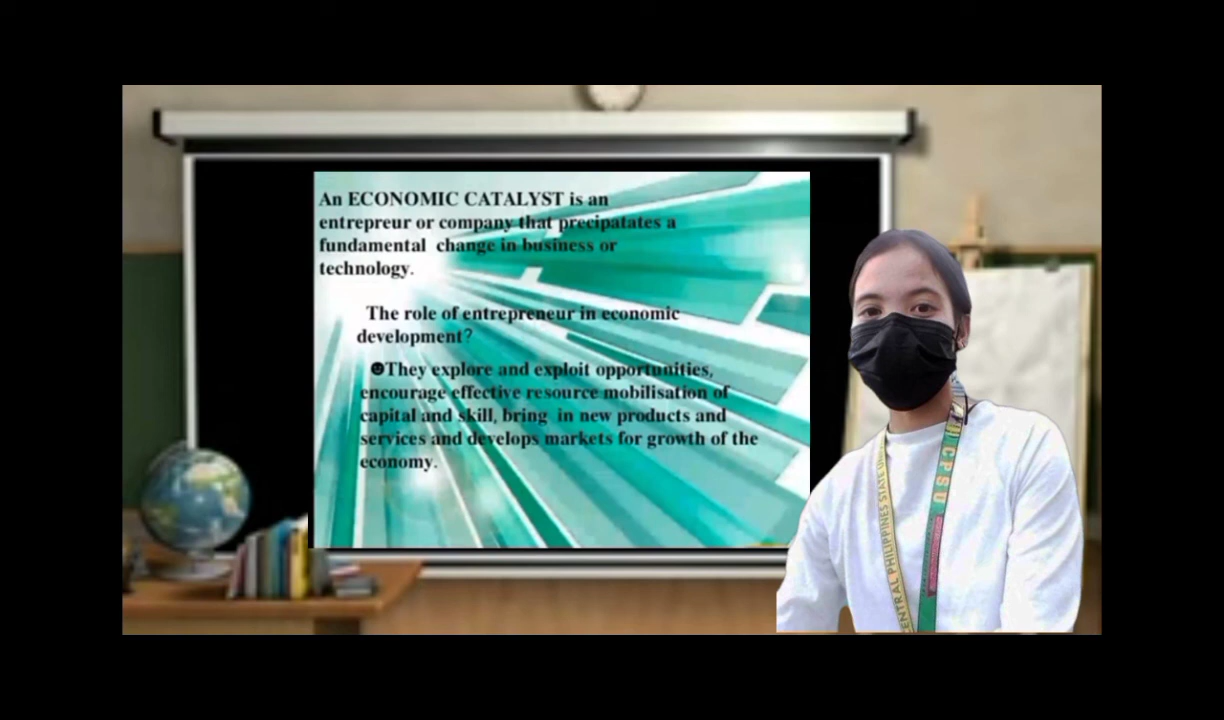 An ECONOMIC CATALYST is an
entrepreur or company that precipatates a
fundamental change in business or
technology.
The role of entrepreneur in economic
development?
☻They explore and exploit opportunities,
encourage effective resource mobilisation of
capital and skill, bring in new products and
services and develops markets for growth of the
economy.
CENTRAL PHILIPPINES STATE
CPSU